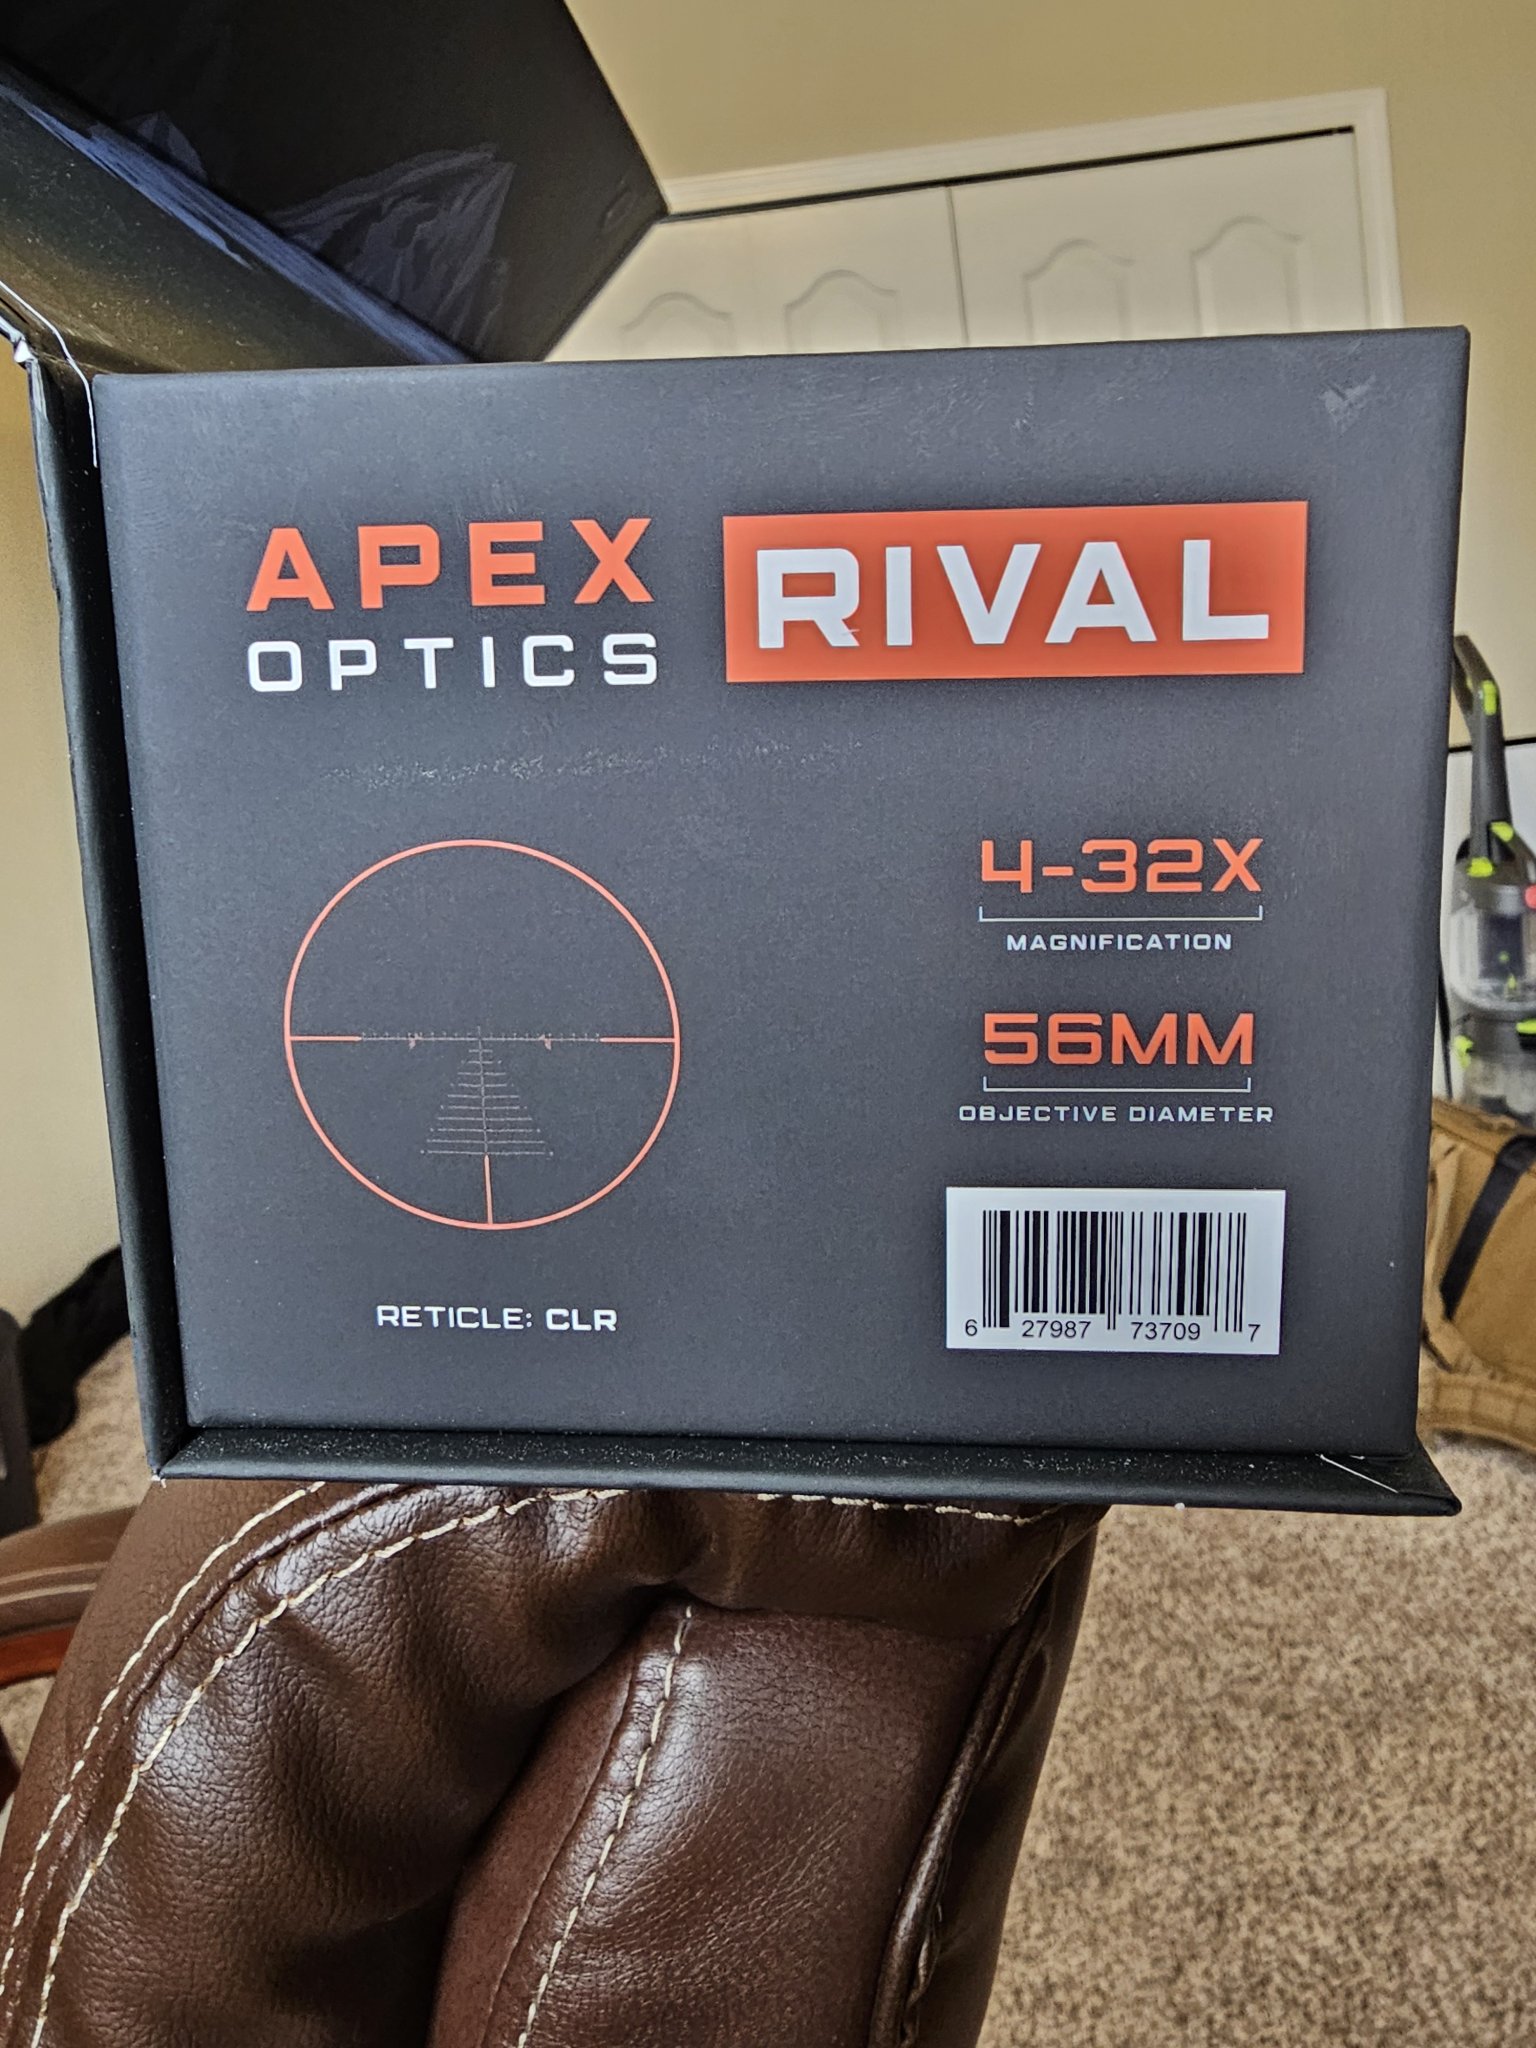 APEX
OPTICS
RIVAL
4-32X
MAGNIFICATION
56MM
OBJECTIVE DIAMETER
RETICLE: CLR
6 27987 73709 7